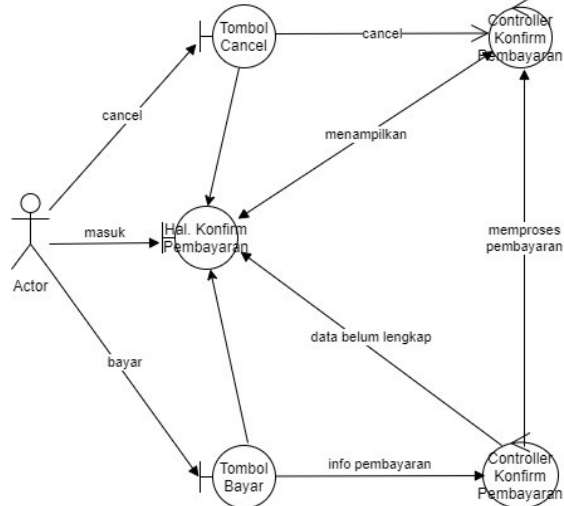 Tombol
Cancel
cancel
Controller
Konfirm
Pembayaran
cancel
menampilkan
Hal. Konfirm
Pembayaran
masuk
memproses
pembayaran
Actor
data belum lengkap
bayar
Tombol
Bayar
info pembayaran
Controller
Konfirm
Pembayaran